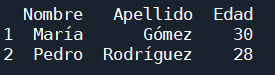 Nombre Apellido Edad
1 María Gómez 30
2 Pedro Rodríguez 28